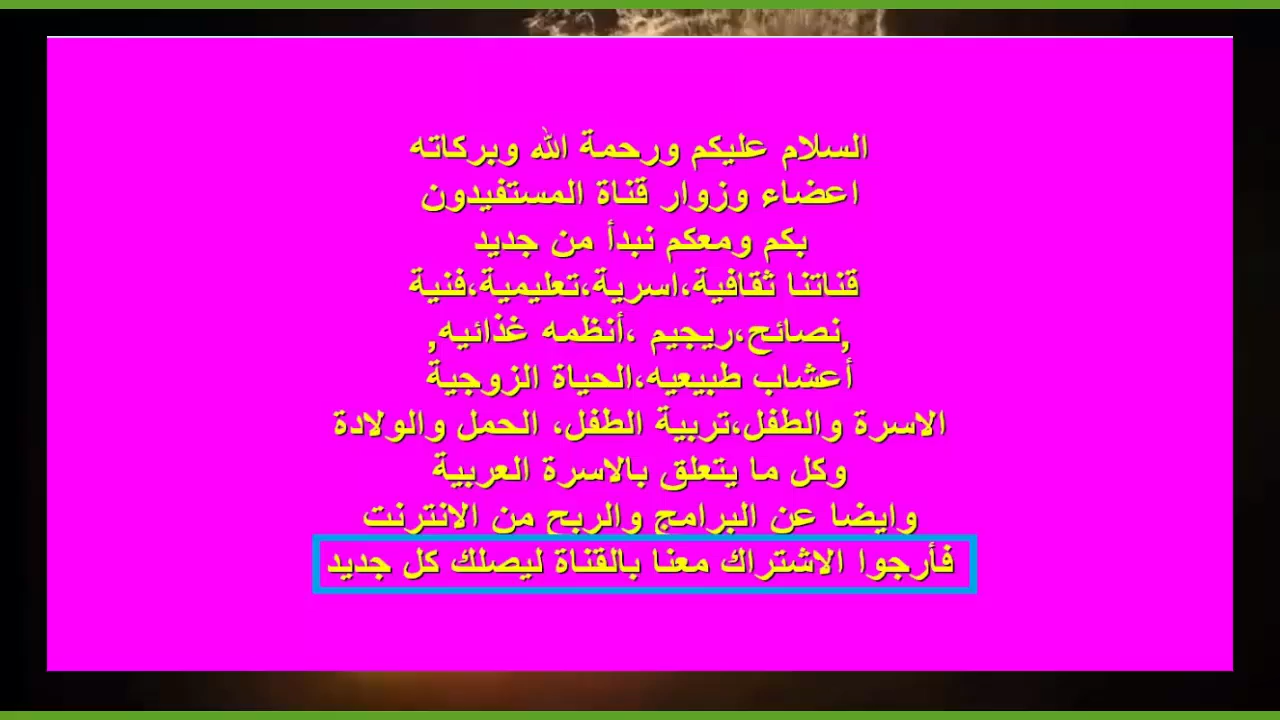 السلام عليكم ورحمة الله وبركاته
اعضاء وزوار قناة المستفيدون
بكم ومعكم نبدأ من جديد
قناتنا ثقافية،اسرية،تعليمية،فنية
,نصائح،ريجيم ،أنظمه غذائيه,
أعشاب طبيعيه،الحياة الزوجية
الاسرة والطفل،تربية الطفل، الحمل والولادة
وكل ما يتعلق بالاسرة العربية
وايضا عن البرامج والربح من الانترنت
فأرجوا الاشتراك معنا بالقناة ليصلك كل جديد